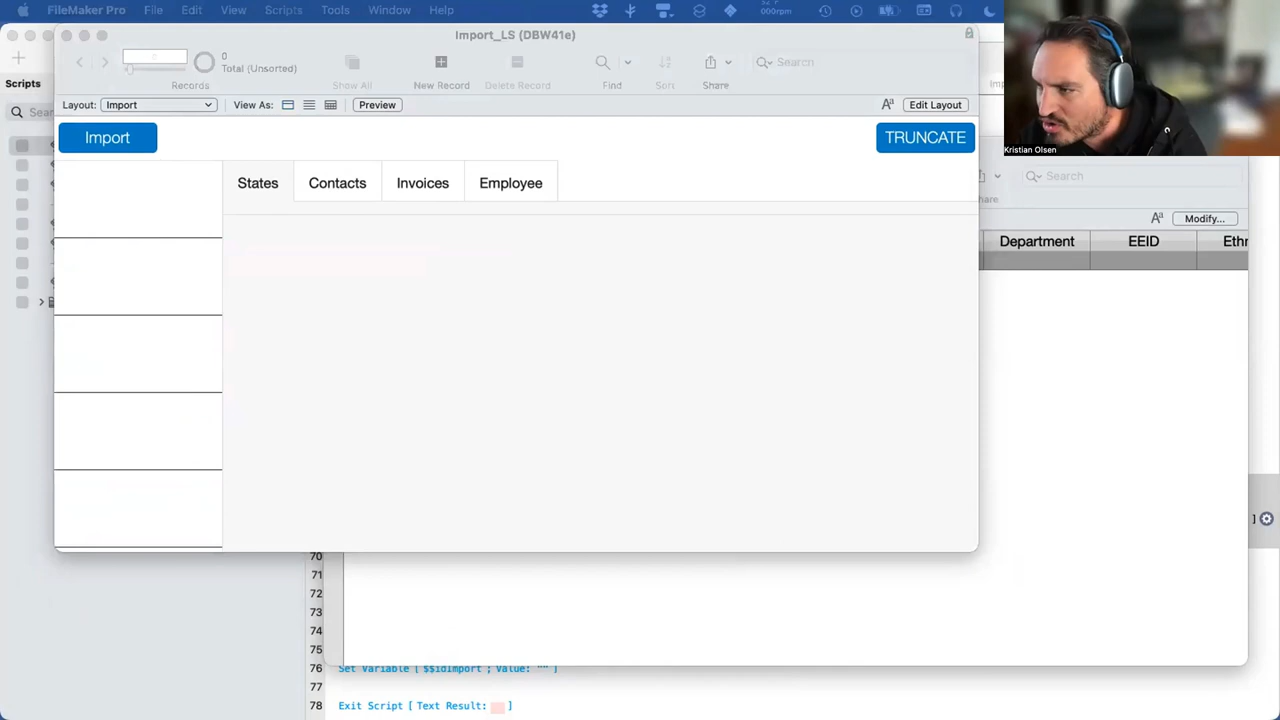 FileMaker Pro File Edit View Scripts Tools Window Help
000rpm
Import_LS (DBW41e)
0
Total (Unsorted)
Search
Scripts
Records
Show All
New Record
Delete Record
Find
Sort
Share
Layout: Import
View As:
Preview
Edit Layout
Import
TRUNCATE
Kristian Olsen
Search
States
Contacts
Invoices
Employee
Modify...
Department
EEID
70
71
72
73
74
75
76 Set Variable [ $$idImport ; Value: "" ]
77
78 Exit Script [ Text Result: ]